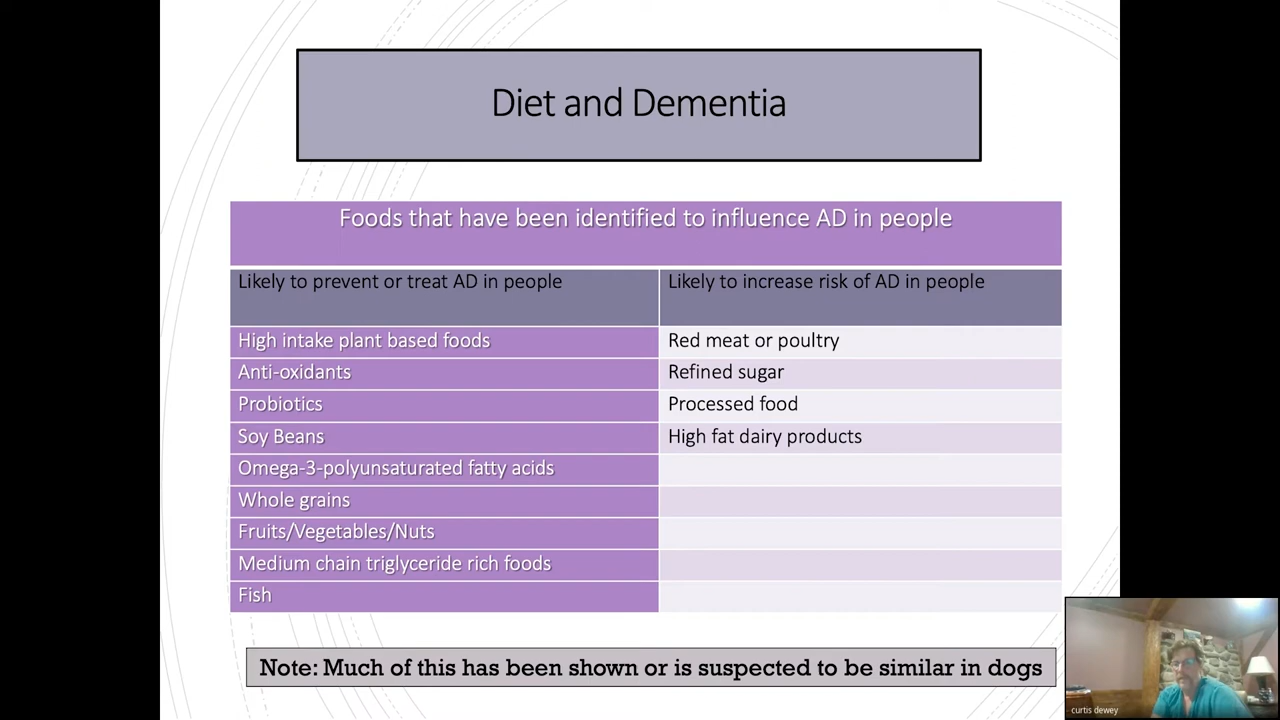 Diet and Dementia
Foods that have been identified to influence AD in people
Likely to prevent or treat AD in people
Likely to increase risk of AD in people
High intake plant based foods
Red meat or poultry
Anti-oxidants
Refined sugar
Probiotics
Processed food
Soy Beans
High fat dairy products
Omega-3-polyunsaturated fatty acids
Whole grains
Fruits/Vegetables/Nuts
Medium chain triglyceride rich foods
Fish
Note: Much of this has been shown or is suspected to be similar in dogs
curtis dewey